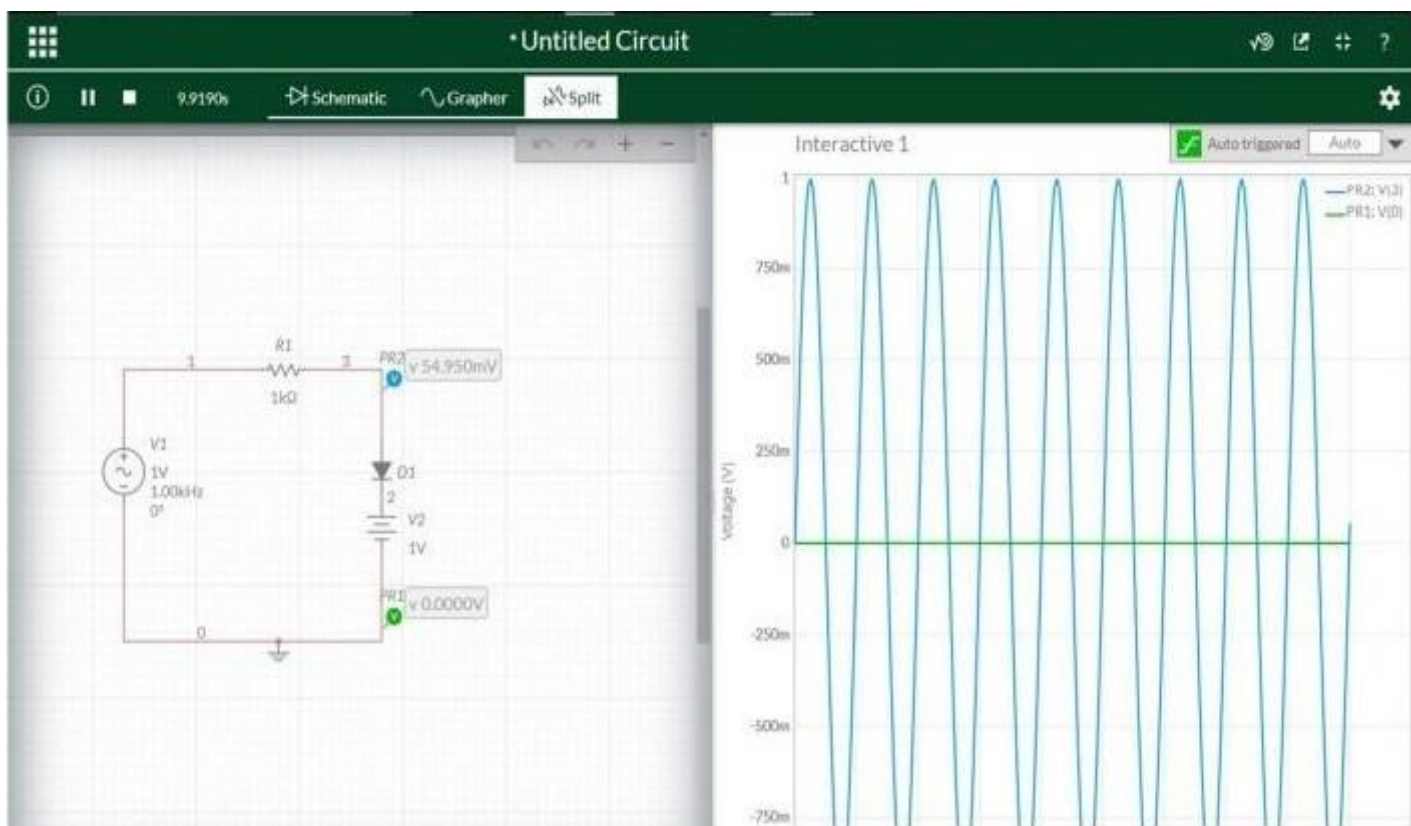 *Untitled Circuit
?
9.9190s
Schematic
Grapher
Split
Interactive 1
Auto triggered
Auto
PR2: V(3)
PR1: V(0)
1
750m
500m
250m
0
-250m
-500m
-750m
Voltage (V)
R1
1
3
1kΩ
PR2
V
v 54.950mV
V1
1V
1.00kHz
0°
D1
2
V2
1V
PR1
V
v 0.0000V
0